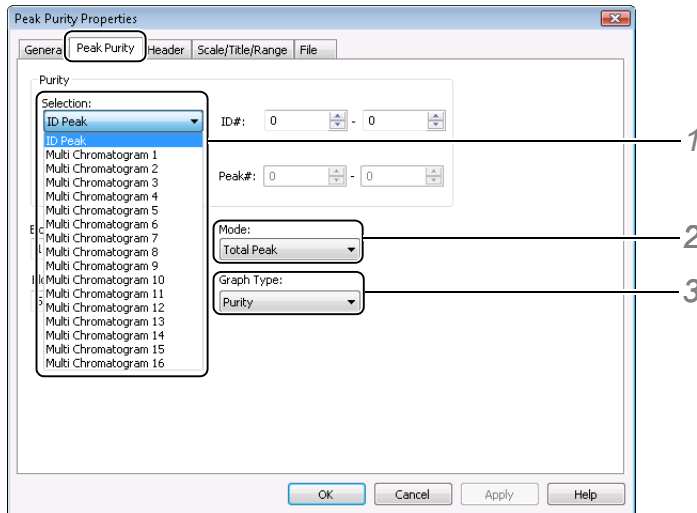 Peak Purity Properties
Genera Peak Purity Header Scale/Title/Range File
Purity
Selection:
ID Peak ID#: 0 - 0
ID Peak
Multi Chromatogram 1
Multi Chromatogram 2
Multi Chromatogram 3 Peak#: 0 - 0
Multi Chromatogram 4
Multi Chromatogram 5
Multi Chromatogram 6 Mode:
Multi Chromatogram 7
Multi Chromatogram 8 Total Peak
Multi Chromatogram 9
Multi Chromatogram 10 Graph Type:
Multi Chromatogram 11
Multi Chromatogram 12 Purity
Multi Chromatogram 13
Multi Chromatogram 14
Multi Chromatogram 15
Multi Chromatogram 16
OK Cancel Apply Help
1
2
3